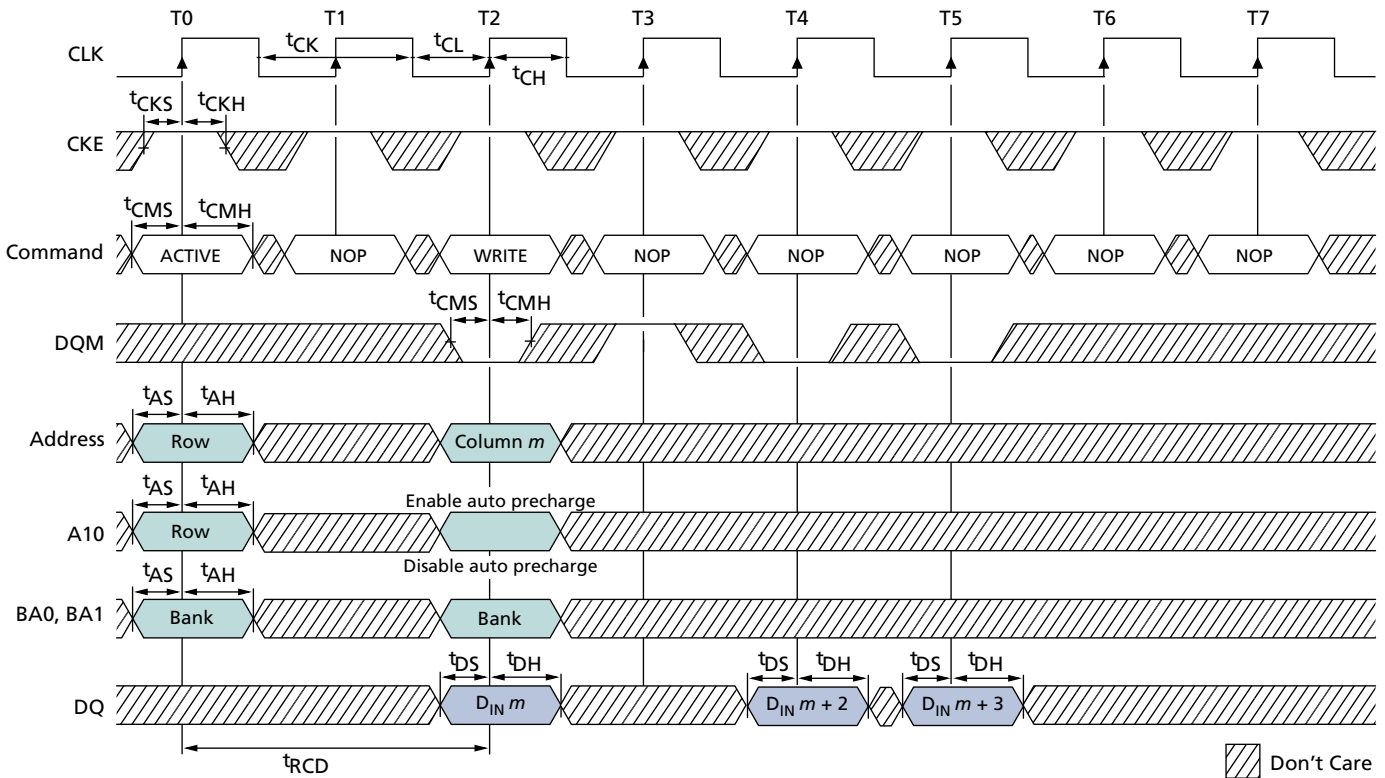 T0 T1 T2 T3 T4 T5 T6 T7
CLK
tCK tCL
tCH
tCKS tCKH
CKE
tCMS tCMH
Command ACTIVE NOP WRITE NOP NOP NOP NOP NOP
tCMS tCMH
DQM
tAS tAH
Address Row Column m
tAS tAH
Enable auto precharge
A10 Row
Disable auto precharge
tAS tAH
BA0, BA1 Bank Bank
tDS tDH tDS tDH tDS tDH
DQ DIN m DIN m + 2 DIN m + 3
tRCD
Don't Care